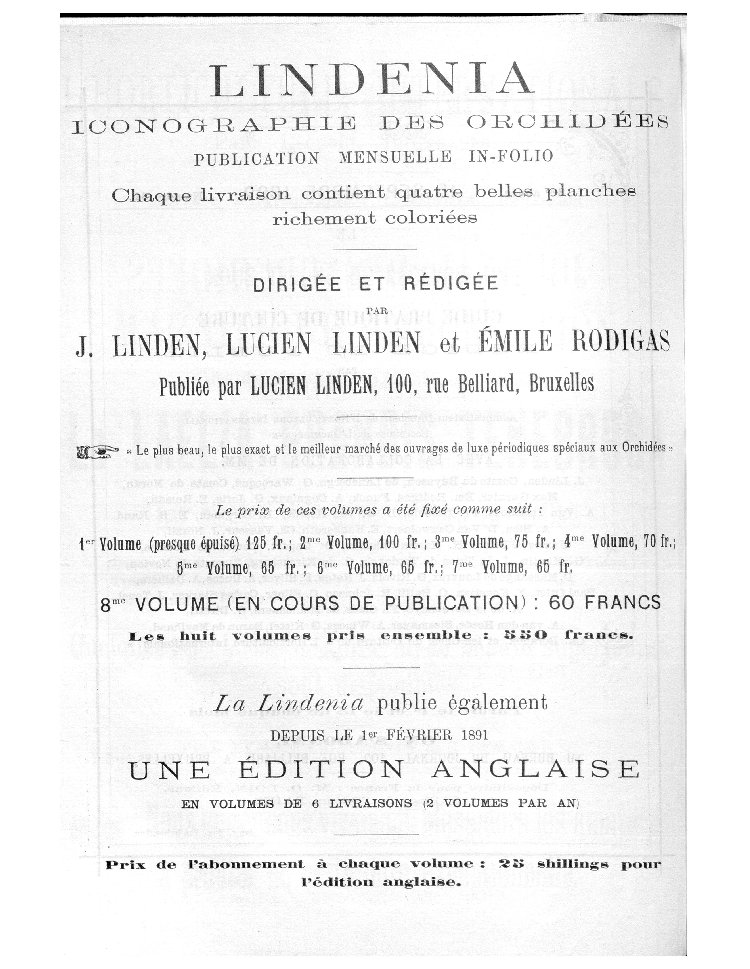 LINDENIA
ICONOGRAPHIE DES ORCHIDÉES
PUBLICATION MENSUELLE IN-FOLIO
Chaque livraison contient quatre belles planches
richement coloriées
DIRIGÉE ET RÉDIGÉE
PAR
J. LINDEN, LUCIEN LINDEN et ÉMILE RODIGAS
Publiée par LUCIEN LINDEN, 100, rue Belliard, Bruxelles
« Le plus beau, le plus exact et le meilleur marché des ouvrages de luxe périodiques spéciaux aux Orchidées »
Le prix de ces volumes a été fixé comme suit :
1er Volume (presque épuisé) 125 fr.; 2me Volume, 100 fr.; 3me Volume, 75 fr.; 4me Volume, 70 fr.;
5me Volume, 65 fr.; 6me Volume, 65 fr.; 7me Volume, 65 fr.
8me VOLUME (EN COURS DE PUBLICATION) : 60 FRANCS
Les huit volumes pris ensemble : 550 francs.
La Lindenia publie également
DEPUIS LE 1er FÉVRIER 1891
UNE ÉDITION ANGLAISE
EN VOLUMES DE 6 LIVRAISONS (2 VOLUMES PAR AN)
Prix de l'abonnement à chaque volume : 25 shillings pour
l'édition anglaise.